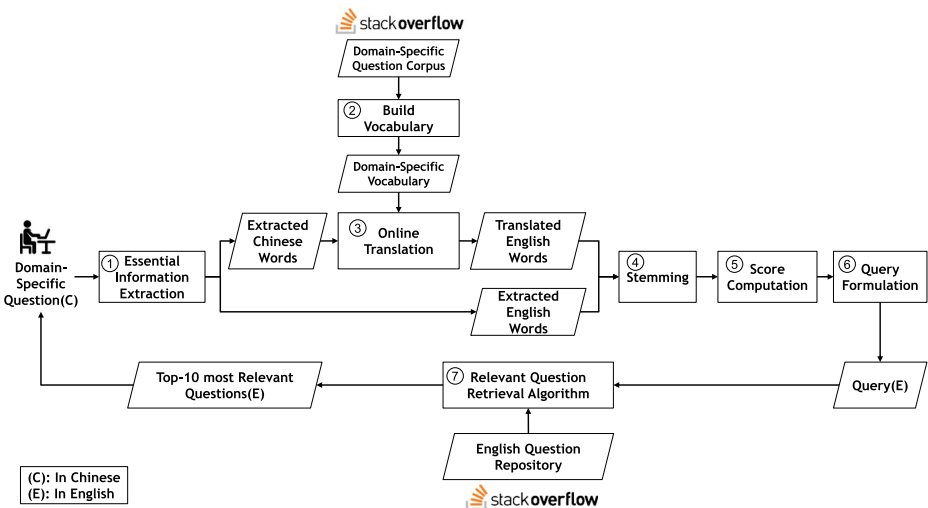 stackoverflow
Domain-Specific
Question Corpus
② Build
Vocabulary
Domain-Specific
Vocabulary
Extracted
Chinese
Words
③ Online
Translation
Translated
English
Words
Domain-
Specific
Question(C)
① Essential
Information
Extraction
Extracted
English
Words
④
Stemming
⑤ Score
Computation
⑥ Query
Formulation
Top-10 most Relevant
Questions(E)
⑦ Relevant Question
Retrieval Algorithm
Query(E)
English Question
Repository
stackoverflow
(C): In Chinese
(E): In English